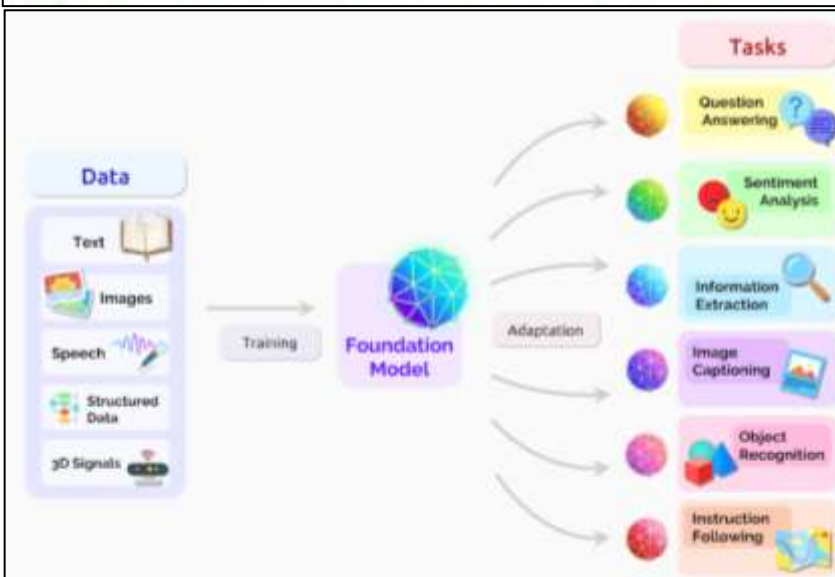 Tasks
Question
Answering
Data
Sentiment
Analysis
Text
Images
Information
Extraction
Training
Foundation
Model
Adaptation
Speech
Image
Captioning
Structured
Data
3D Signals
Object
Recognition
Instruction
Following